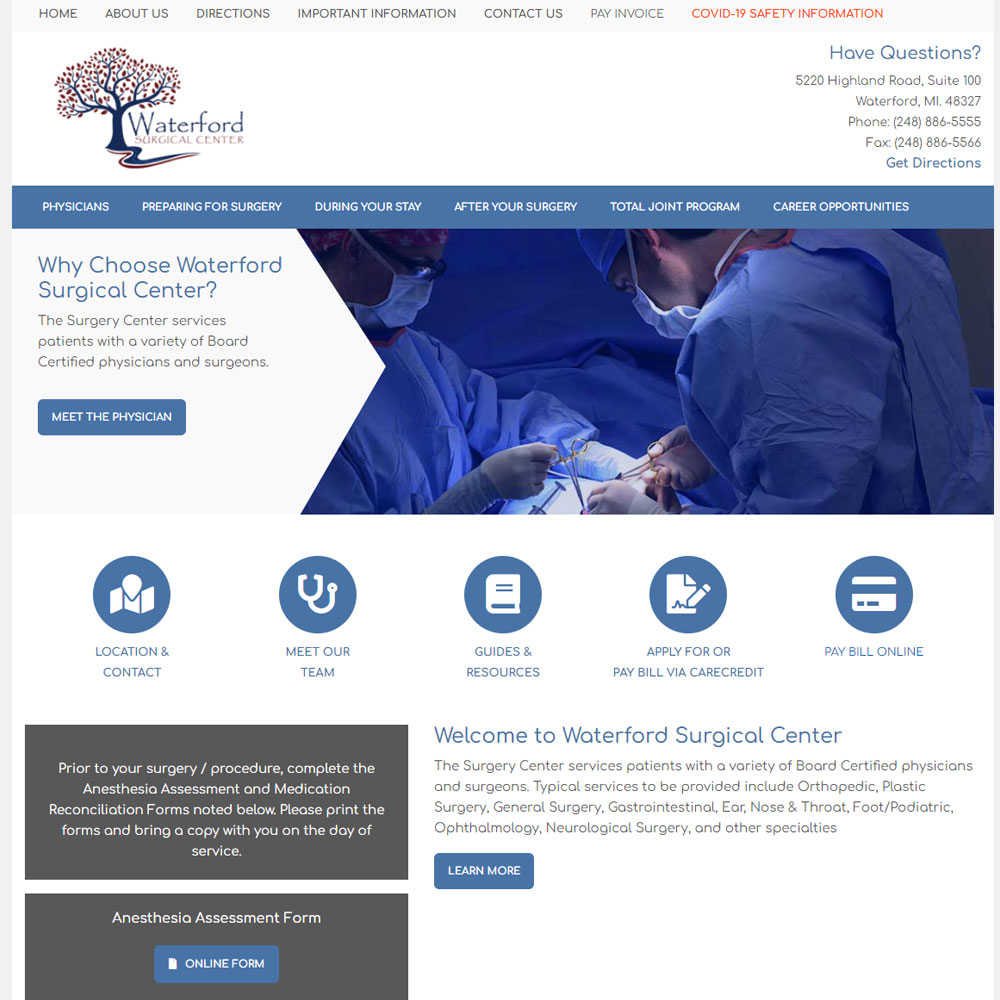 HOME ABOUT US DIRECTIONS IMPORTANT INFORMATION CONTACT US PAY INVOICE COVID-19 SAFETY INFORMATION
Waterford
SURGICAL CENTER
Have Questions?
5220 Highland Road, Suite 100
Waterford, MI. 48327
Phone: (248) 886-5555
Fax: (248) 886-5566
Get Directions
PHYSICIANS PREPARING FOR SURGERY DURING YOUR STAY AFTER YOUR SURGERY TOTAL JOINT PROGRAM CAREER OPPORTUNITIES
Why Choose Waterford
Surgical Center?
The Surgery Center services
patients with a variety of Board
Certified physicians and surgeons.
MEET THE PHYSICIAN
LOCATION &
CONTACT
MEET OUR
TEAM
GUIDES &
RESOURCES
APPLY FOR OR
PAY BILL VIA CARECREDIT
PAY BILL ONLINE
Prior to your surgery / procedure, complete the
Anesthesia Assessment and Medication
Reconciliation Forms noted below. Please print the
forms and bring a copy with you on the day of
service.
Anesthesia Assessment Form
ONLINE FORM
Welcome to Waterford Surgical Center
The Surgery Center services patients with a variety of Board Certified physicians
and surgeons. Typical services to be provided include Orthopedic, Plastic
Surgery, General Surgery, Gastrointestinal, Ear, Nose & Throat, Foot/Podiatric,
Ophthalmology, Neurological Surgery, and other specialties
LEARN MORE